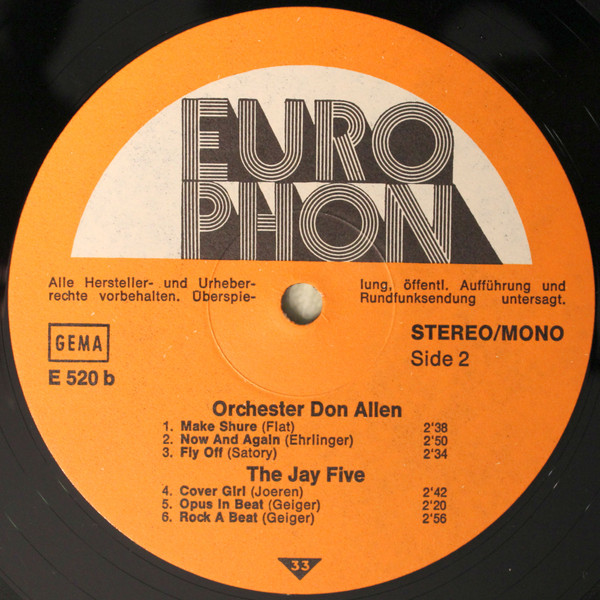 EURO
PHON
Alle Hersteller- und Urheber-
rechte vorbehalten. Überspie-
lung, öffentl. Aufführung und
Rundfunksendung untersagt.
GEMA
E 520 b
STEREO/MONO
Side 2
Orchester Don Allen
1. Make Shure (Flat) 2'38
2. Now And Again (Ehrlinger) 2'50
3. Fly Off (Satory) 2'34
The Jay Five
4. Cover Girl (Joeren) 2'42
5. Opus In Beat (Geiger) 2'20
6. Rock A Beat (Geiger) 2'56
33